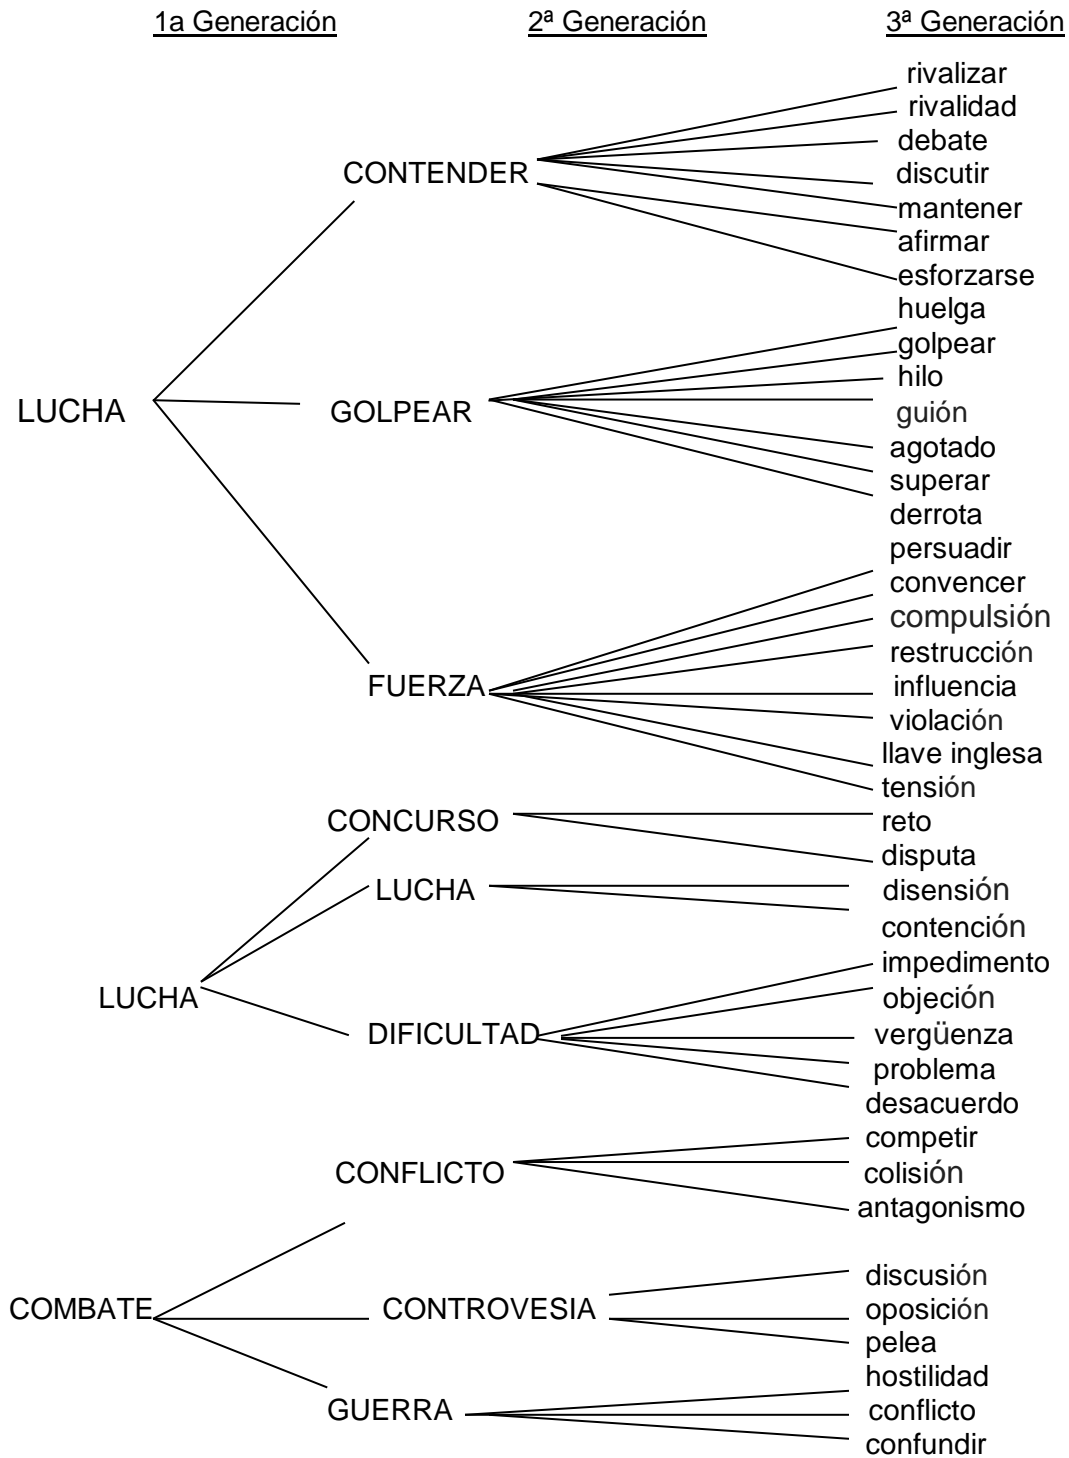 1a Generación 2ª Generación 3ª Generación
rivalizar
rivalidad
debate
CONTENDER
discutir
mantener
afirmar
esforzarse
huelga
golpear
hilo
LUCHA
GOLPEAR
guión
agotado
superar
derrota
persuadir
convencer
compulsión
restrucción
FUERZA
influencia
violación
llave inglesa
tensión
CONCURSO
reto
disputa
LUCHA
disensión
contención
impedimento
LUCHA
objeción
DIFICULTAD
vergüenza
problema
desacuerdo
competir
CONFLICTO
colisión
antagonismo
discusión
COMBATE
CONTROVESIA
oposición
pelea
hostilidad
GUERRA
conflicto
confundir